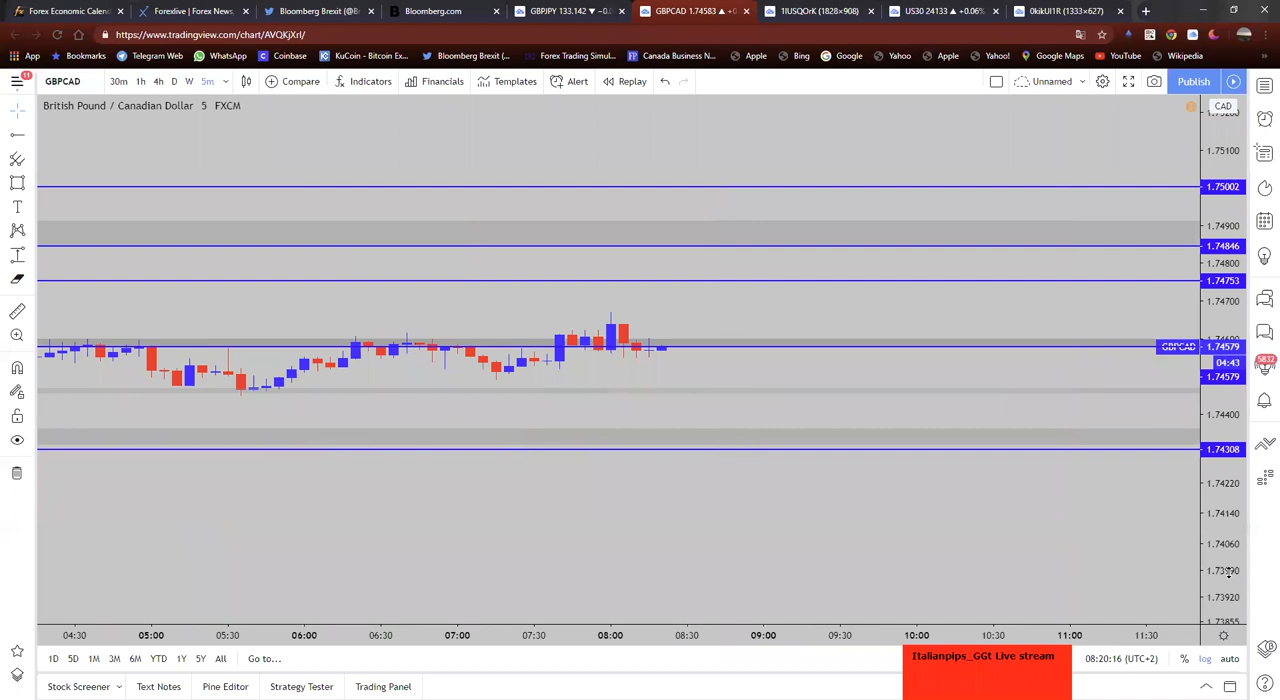 Forex Economic Calend
Forexlive | Forex News,
Bloomberg Brexit (@B
Bloomberg.com
GBPJPY 133.142 ▼ −0.
GBPCAD 1.74583 ▲ +0
1IUSQOrK (1828×908)
US30 24133 ▲ +0.06%
0kikUI1R (1333×627)
https://www.tradingview.com/chart/AVQKjXrl/
App
Bookmarks
Telegram Web
WhatsApp
Coinbase
KuCoin - Bitcoin Ex...
Bloomberg Brexit (...
Forex Trading Simul...
Canada Business N...
Apple
Bing
Google
Yahoo
Apple
Yahoo!
Google Maps
YouTube
Wikipedia
11
GBPCAD
30m 1h 4h D W 5m
Compare
Indicators
Financials
Templates
Alert
Replay
Unnamed
Publish
British Pound / Canadian Dollar 5 FXCM
CAD
1.75100
1.75002
1.74900
1.74846
1.74800
1.74753
1.74700
GBPCAD 1.74579
04:43
1.74579
5832
1.74400
1.74308
1.74220
1.74140
1.74060
1.73920
1.73855
04:30 05:00 05:30 06:00 06:30 07:00 07:30 08:00 08:30 09:00 09:30 10:00 10:30 11:00 11:30
1D 5D 1M 3M 6M YTD 1Y 5Y All Go to...
Italianpips_GGt Live stream
08:20:16 (UTC+2) % log auto
Stock Screener
Text Notes
Pine Editor
Strategy Tester
Trading Panel